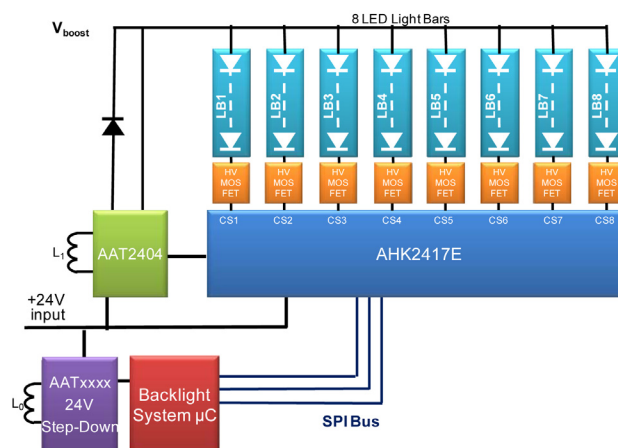 8 LED Light Bars
Vboost
LB1
LB2
LB3
LB4
LB5
LB6
LB7
LB8
HV
MOS
FET
HV
MOS
FET
HV
MOS
FET
HV
MOS
FET
HV
MOS
FET
HV
MOS
FET
HV
MOS
FET
HV
MOS
FET
CS1 CS2 CS3 CS4 CS5 CS6 CS7 CS8
L1
AAT2404
AHK2417E
+24V
input
L0
AATxxxx
24V
Step-Down
Backlight
System µC
SPI Bus